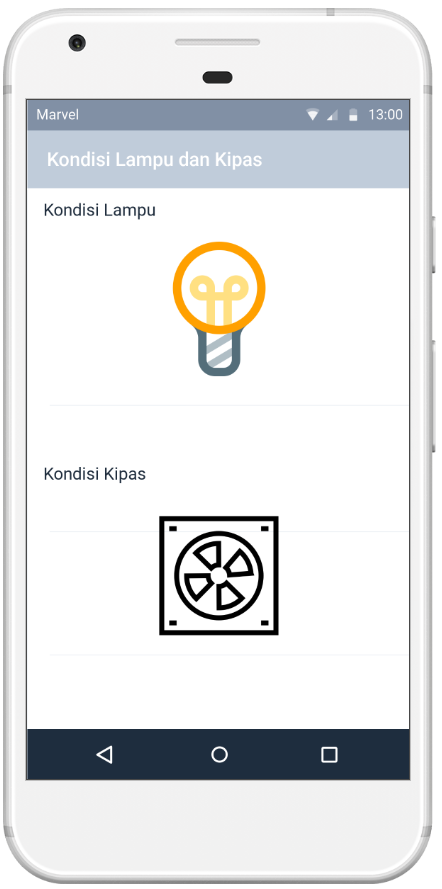 Marvel 13:00
Kondisi Lampu dan Kipas
Kondisi Lampu
Kondisi Kipas